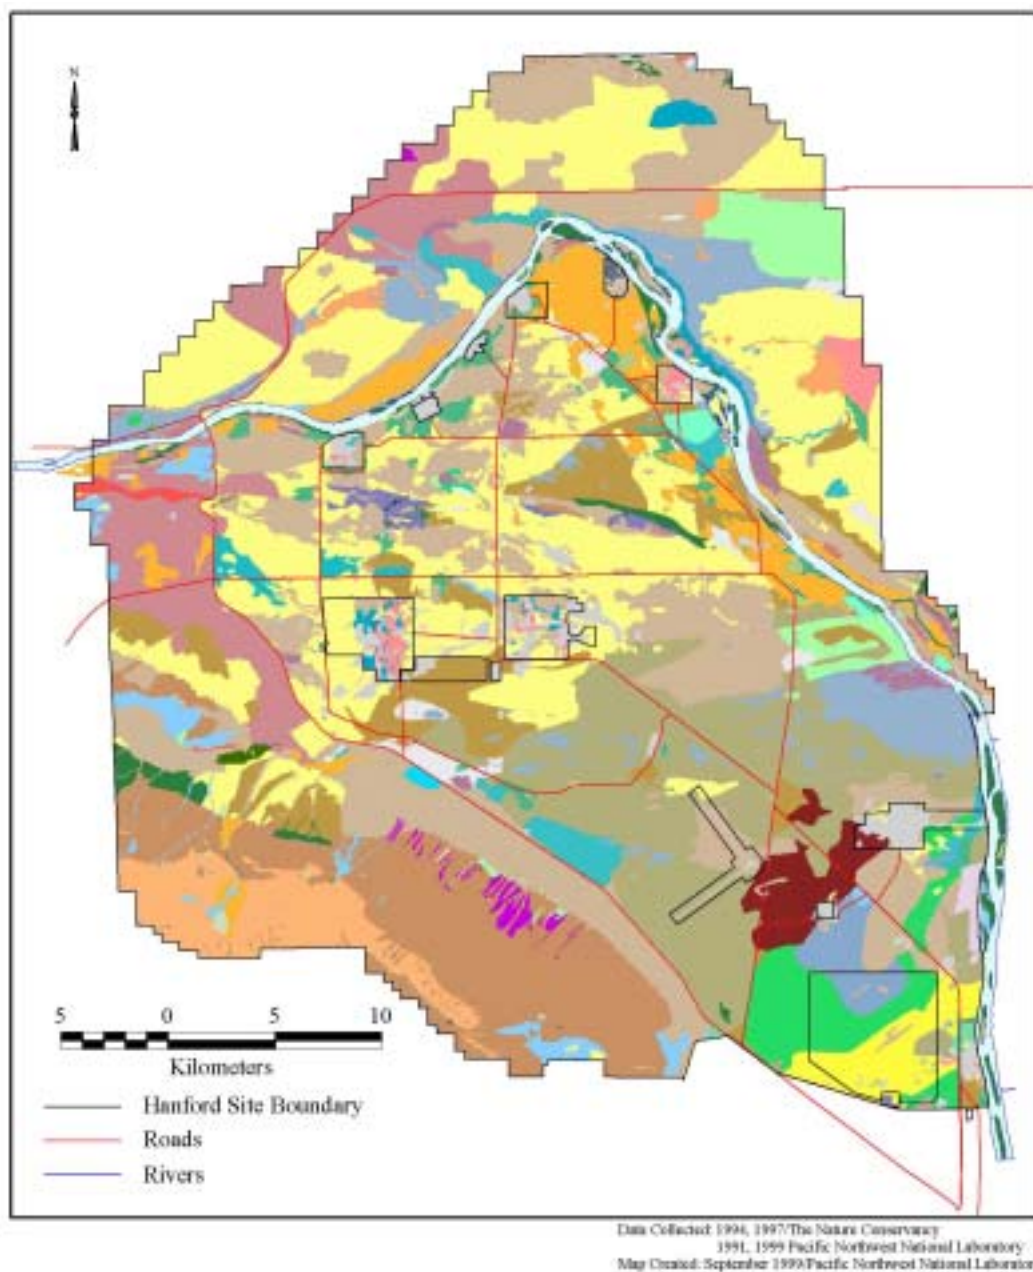 N
5 0 5 10
Kilometers
Hanford Site Boundary
Roads
Rivers
Data Collected: 1994, 1997/The Nature Conservancy
1991, 1999 Pacific Northwest National Laboratory
Map Created: September 1999/Pacific Northwest National Laborator